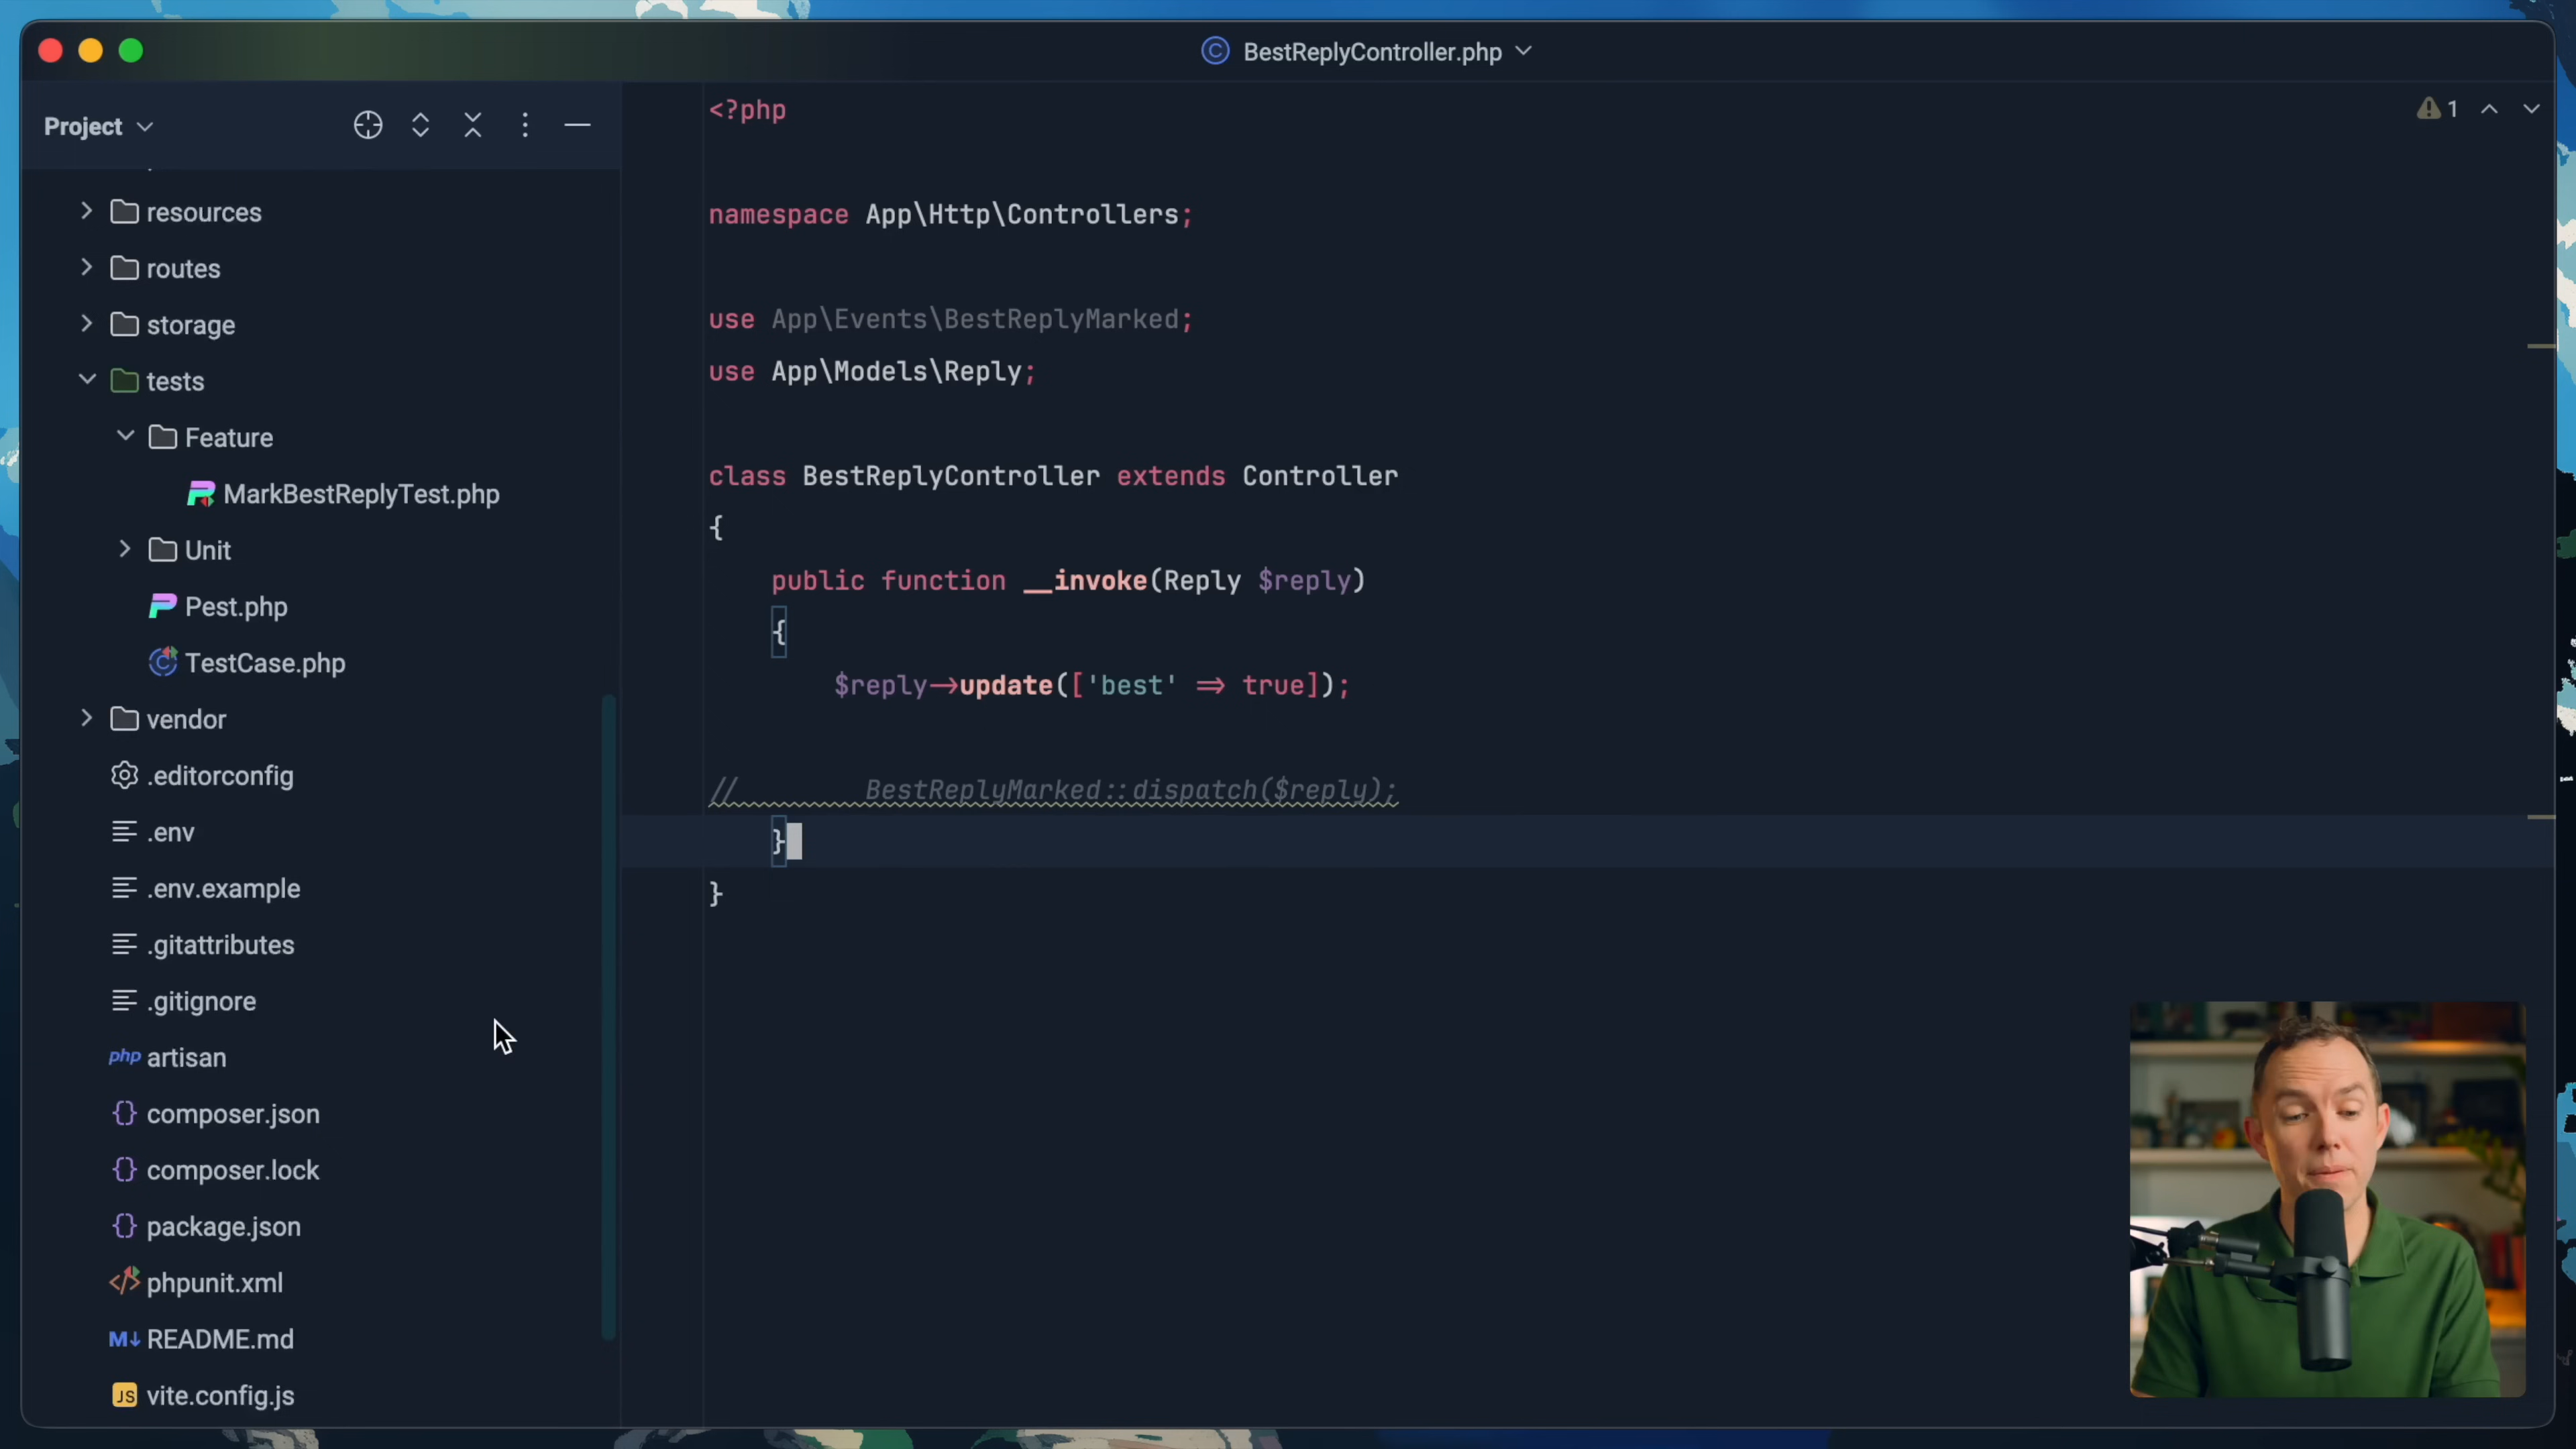 BestReplyController.php
Project
resources
routes
storage
tests
Feature
MarkBestReplyTest.php
Unit
Pest.php
TestCase.php
vendor
.editorconfig
.env
.env.example
.gitattributes
.gitignore
php artisan
composer.json
composer.lock
package.json
phpunit.xml
M↓ README.md
JS vite.config.js
1
<?php
namespace App\Http\Controllers;
use App\Events\BestReplyMarked;
use App\Models\Reply;
class BestReplyController extends Controller
{
public function __invoke(Reply $reply)
{
$reply->update(['best' => true]);
// BestReplyMarked::dispatch($reply);
}
}